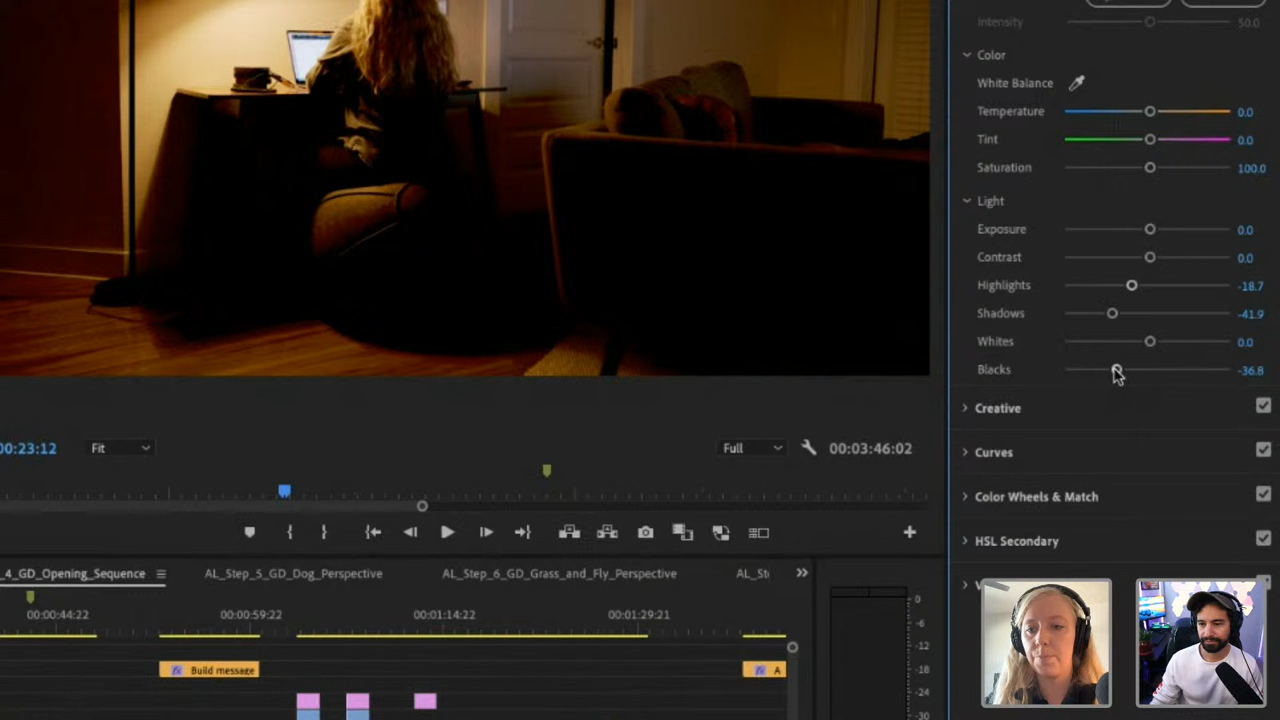 Intensity 50.0
Color
White Balance
Temperature 0.0
Tint 0.0
Saturation 100.0
Light
Exposure 0.0
Contrast 0.0
Highlights -18.7
Shadows -41.9
Whites 0.0
Blacks -36.8
Creative
Curves
00:23:12 Fit Full 00:03:46:02
Color Wheels & Match
HSL Secondary
_4_GD_Opening_Sequence AL_Step_5_GD_Dog_Perspective AL_Step_6_GD_Grass_and_Fly_Perspective AL_St
00:00:44:22 00:00:59:22 00:01:14:22 00:01:29:21
0
-6
-12
-18
-24
-30
fx Build message fx A